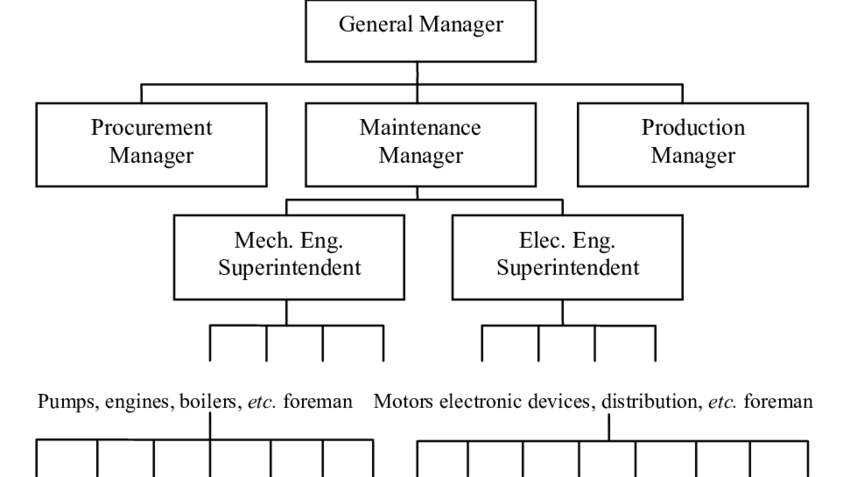 General Manager
Procurement
Manager
Maintenance
Manager
Production
Manager
Mech. Eng.
Superintendent
Elec. Eng.
Superintendent
Pumps, engines, boilers, etc. foreman
Motors electronic devices, distribution, etc. foreman